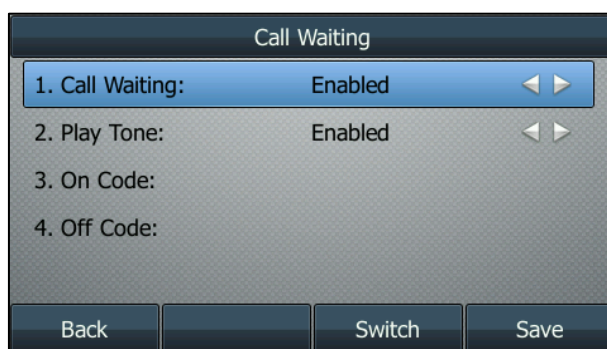 Call Waiting
1. Call Waiting: Enabled
2. Play Tone: Enabled
3. On Code:
4. Off Code:
Back Switch Save